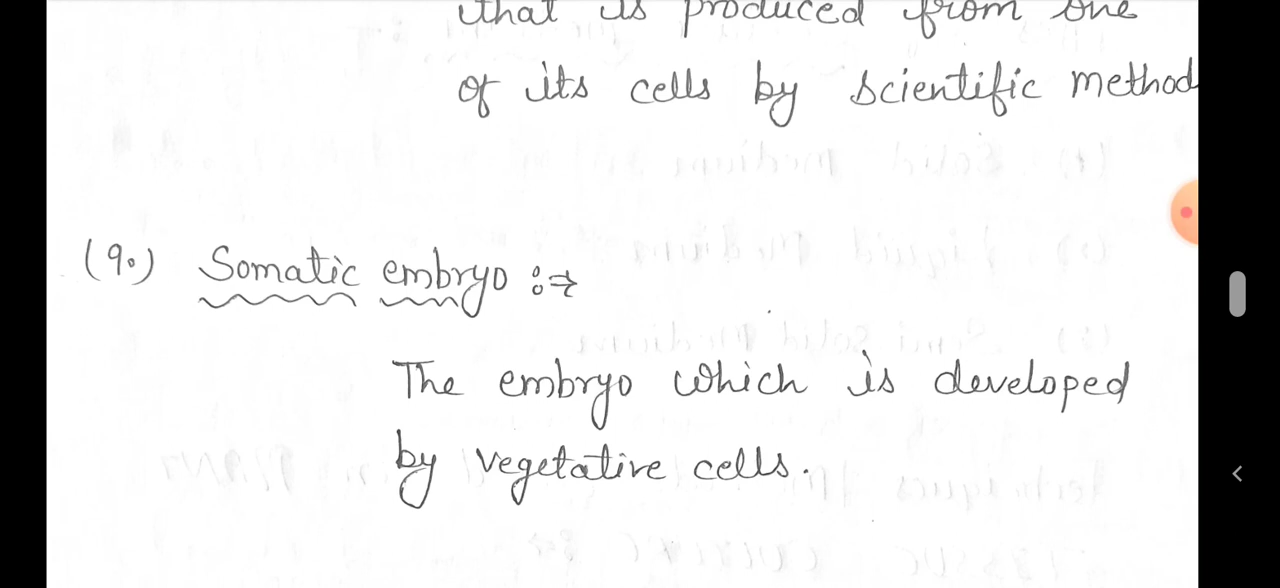 that is produced from one
of its cells by scientific method
(9.) Somatic embryo :→
The embryo which is developed
by vegetative cells.